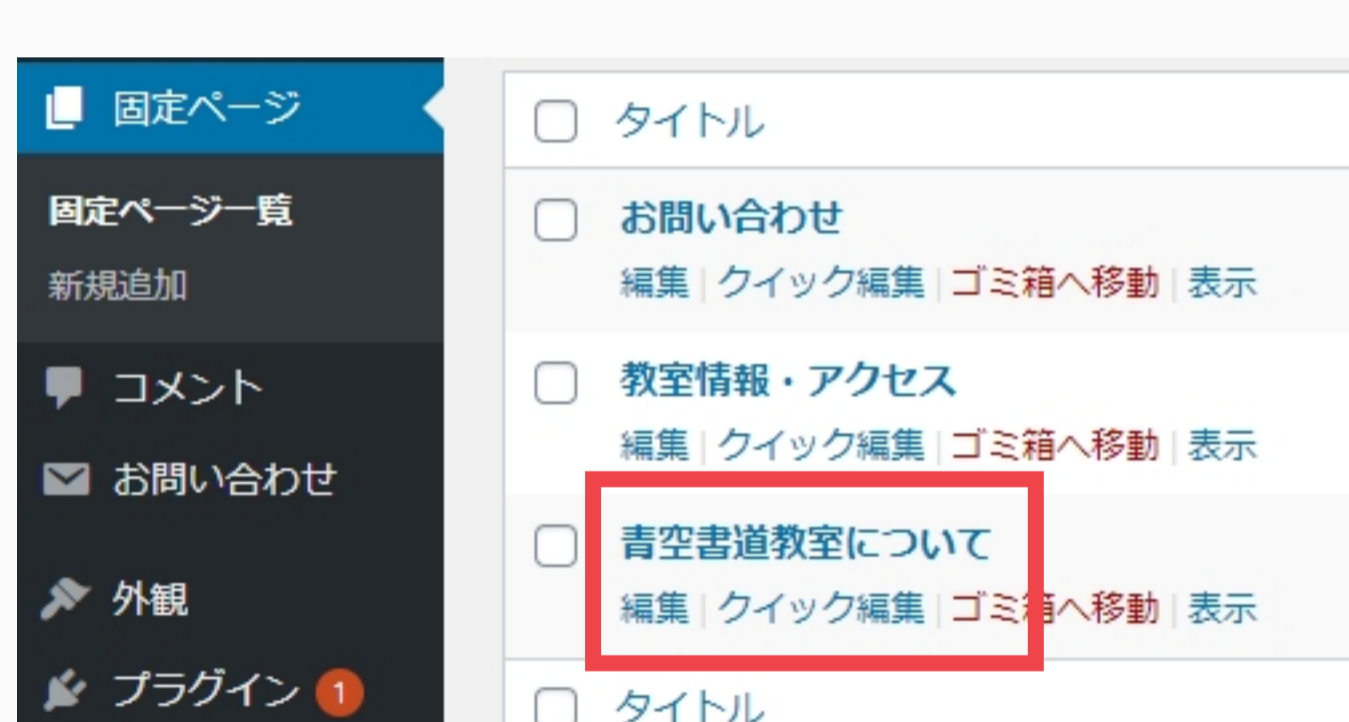 固定ページ
固定ページ一覧
新規追加
コメント
お問い合わせ
外観
プラグイン 1
タイトル
お問い合わせ
編集 | クイック編集 | ゴミ箱へ移動 | 表示
教室情報・アクセス
編集 | クイック編集 | ゴミ箱へ移動 | 表示
青空書道教室について
編集 | クイック編集 | ゴミ箱へ移動 | 表示
タイトル